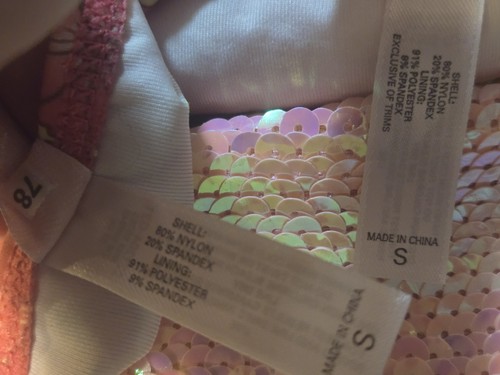 SHELL:
80% NYLON
20% SPANDEX
LINING:
91% POLYESTER
9% SPANDEX
EXCLUSIVE OF TRIMS
MADE IN CHINA
S
78
SHELL:
80% NYLON
20% SPANDEX
LINING:
91% POLYESTER
9% SPANDEX
MADE IN CHINA
S